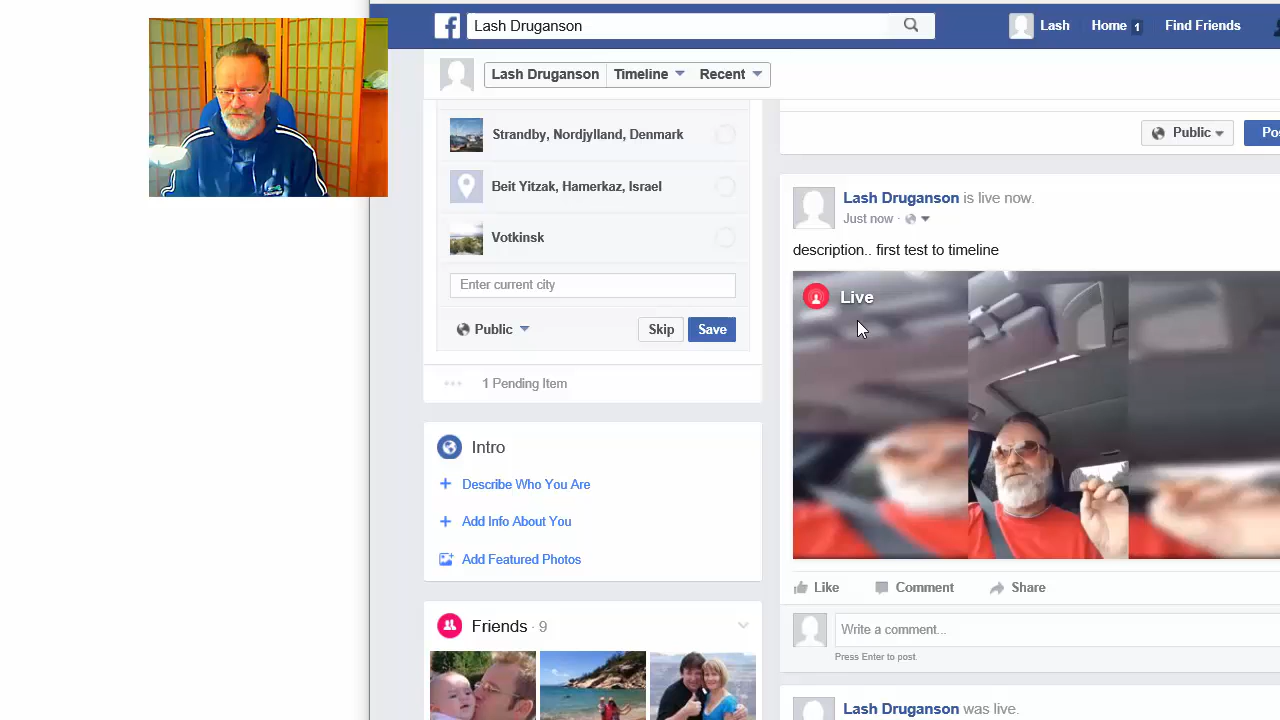 Lash Druganson
Lash Home 1 Find Friends
Lash Druganson Timeline Recent
Strandby, Nordjylland, Denmark
Beit Yitzak, Hamerkaz, Israel
Votkinsk
Enter current city
Public Skip Save
1 Pending Item
Intro
Describe Who You Are
Add Info About You
Add Featured Photos
Friends · 9
Public Pos
Lash Druganson is live now.
Just now ·
description.. first test to timeline
Live
Like Comment Share
Write a comment...
Press Enter to post.
Lash Druganson was live.